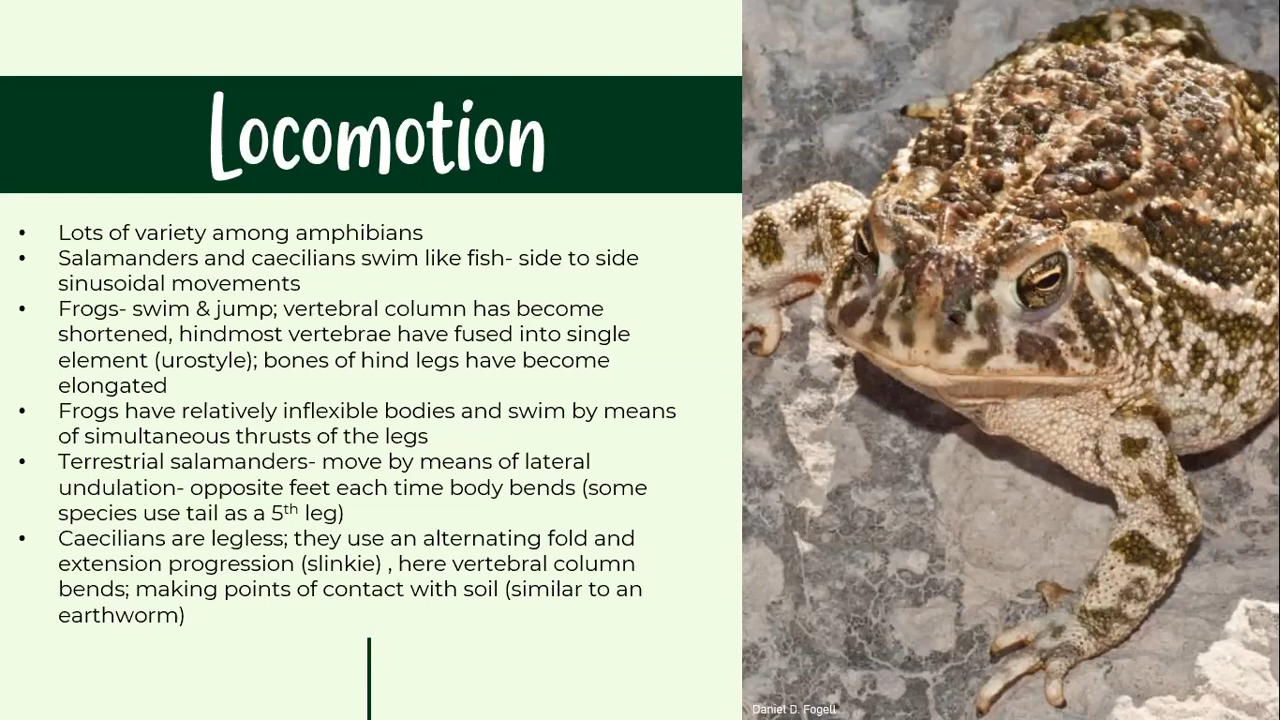 Locomotion
• Lots of variety among amphibians
• Salamanders and caecilians swim like fish- side to side
sinusoidal movements
• Frogs- swim & jump; vertebral column has become
shortened, hindmost vertebrae have fused into single
element (urostyle); bones of hind legs have become
elongated
• Frogs have relatively inflexible bodies and swim by means
of simultaneous thrusts of the legs
• Terrestrial salamanders- move by means of lateral
undulation- opposite feet each time body bends (some
species use tail as a 5th leg)
• Caecilians are legless; they use an alternating fold and
extension progression (slinkie) , here vertebral column
bends; making points of contact with soil (similar to an
earthworm)
Daniel D. Fogell